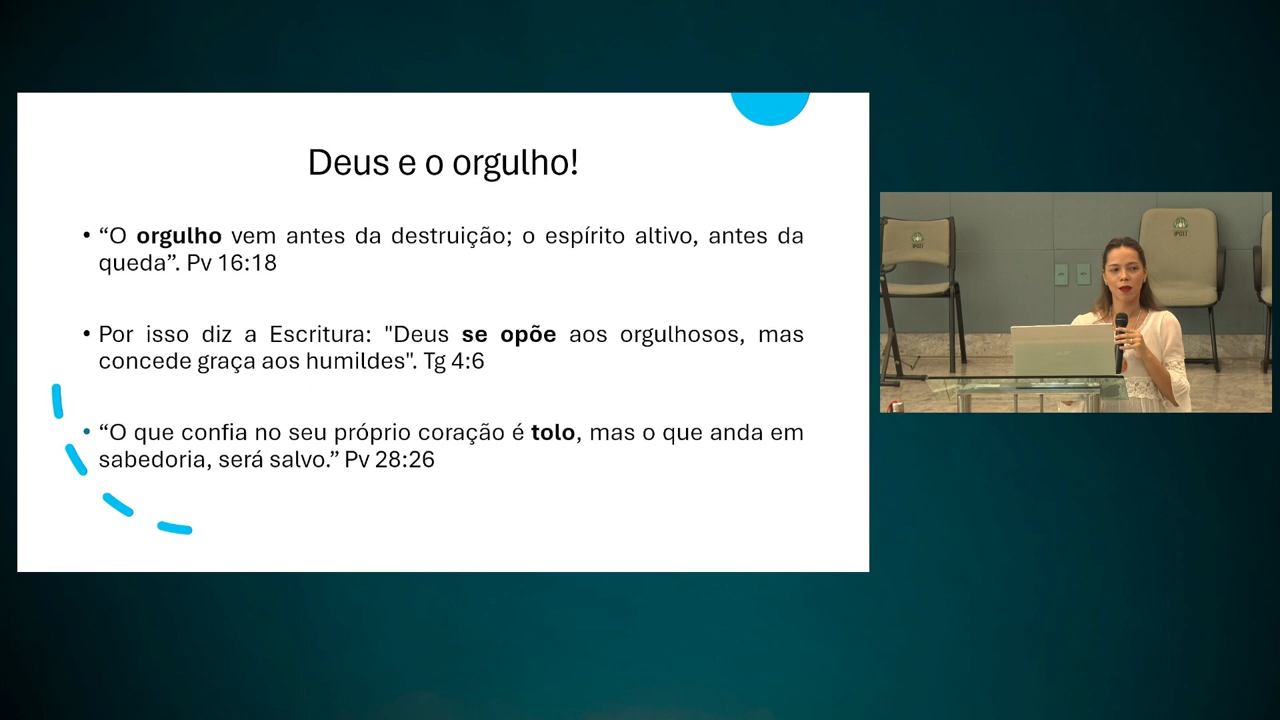 Deus e o orgulho!
• “O orgulho vem antes da destruição; o espírito altivo, antes da
queda”. Pv 16:18
• Por isso diz a Escritura: "Deus se opõe aos orgulhosos, mas
concede graça aos humildes". Tg 4:6
• “O que confia no seu próprio coração é tolo, mas o que anda em
sabedoria, será salvo.” Pv 28:26